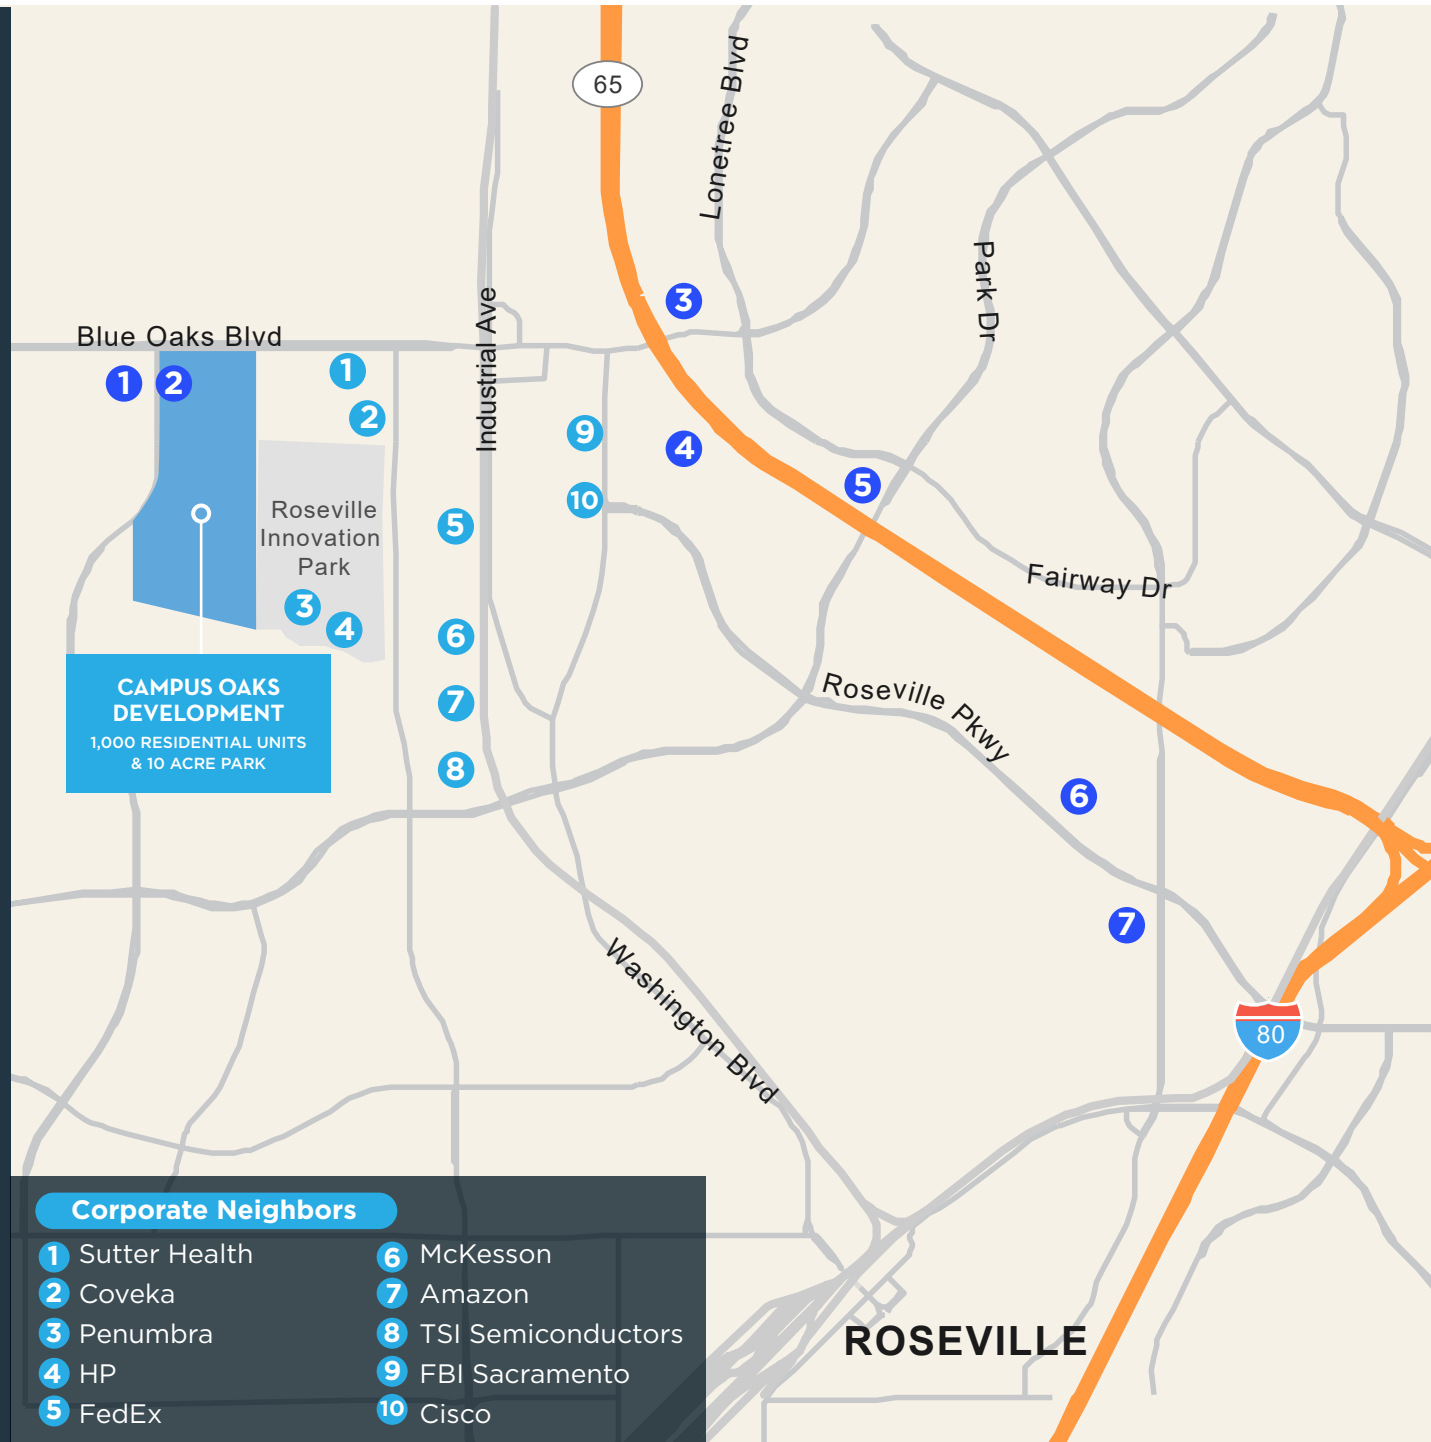 65
Lonetree Blvd
Park Dr
3
Industrial Ave
Blue Oaks Blvd
1
2
1
2
9
4
10
5
5
Roseville
Innovation
Park
Fairway Dr
3
4
6
CAMPUS OAKS
DEVELOPMENT
1,000 RESIDENTIAL UNITS
& 10 ACRE PARK
7
8
Roseville Pkwy
6
7
Washington Blvd
80
Corporate Neighbors
1 Sutter Health
2 Coveka
3 Penumbra
4 HP
5 FedEx
6 McKesson
7 Amazon
8 TSI Semiconductors
9 FBI Sacramento
10 Cisco
ROSEVILLE